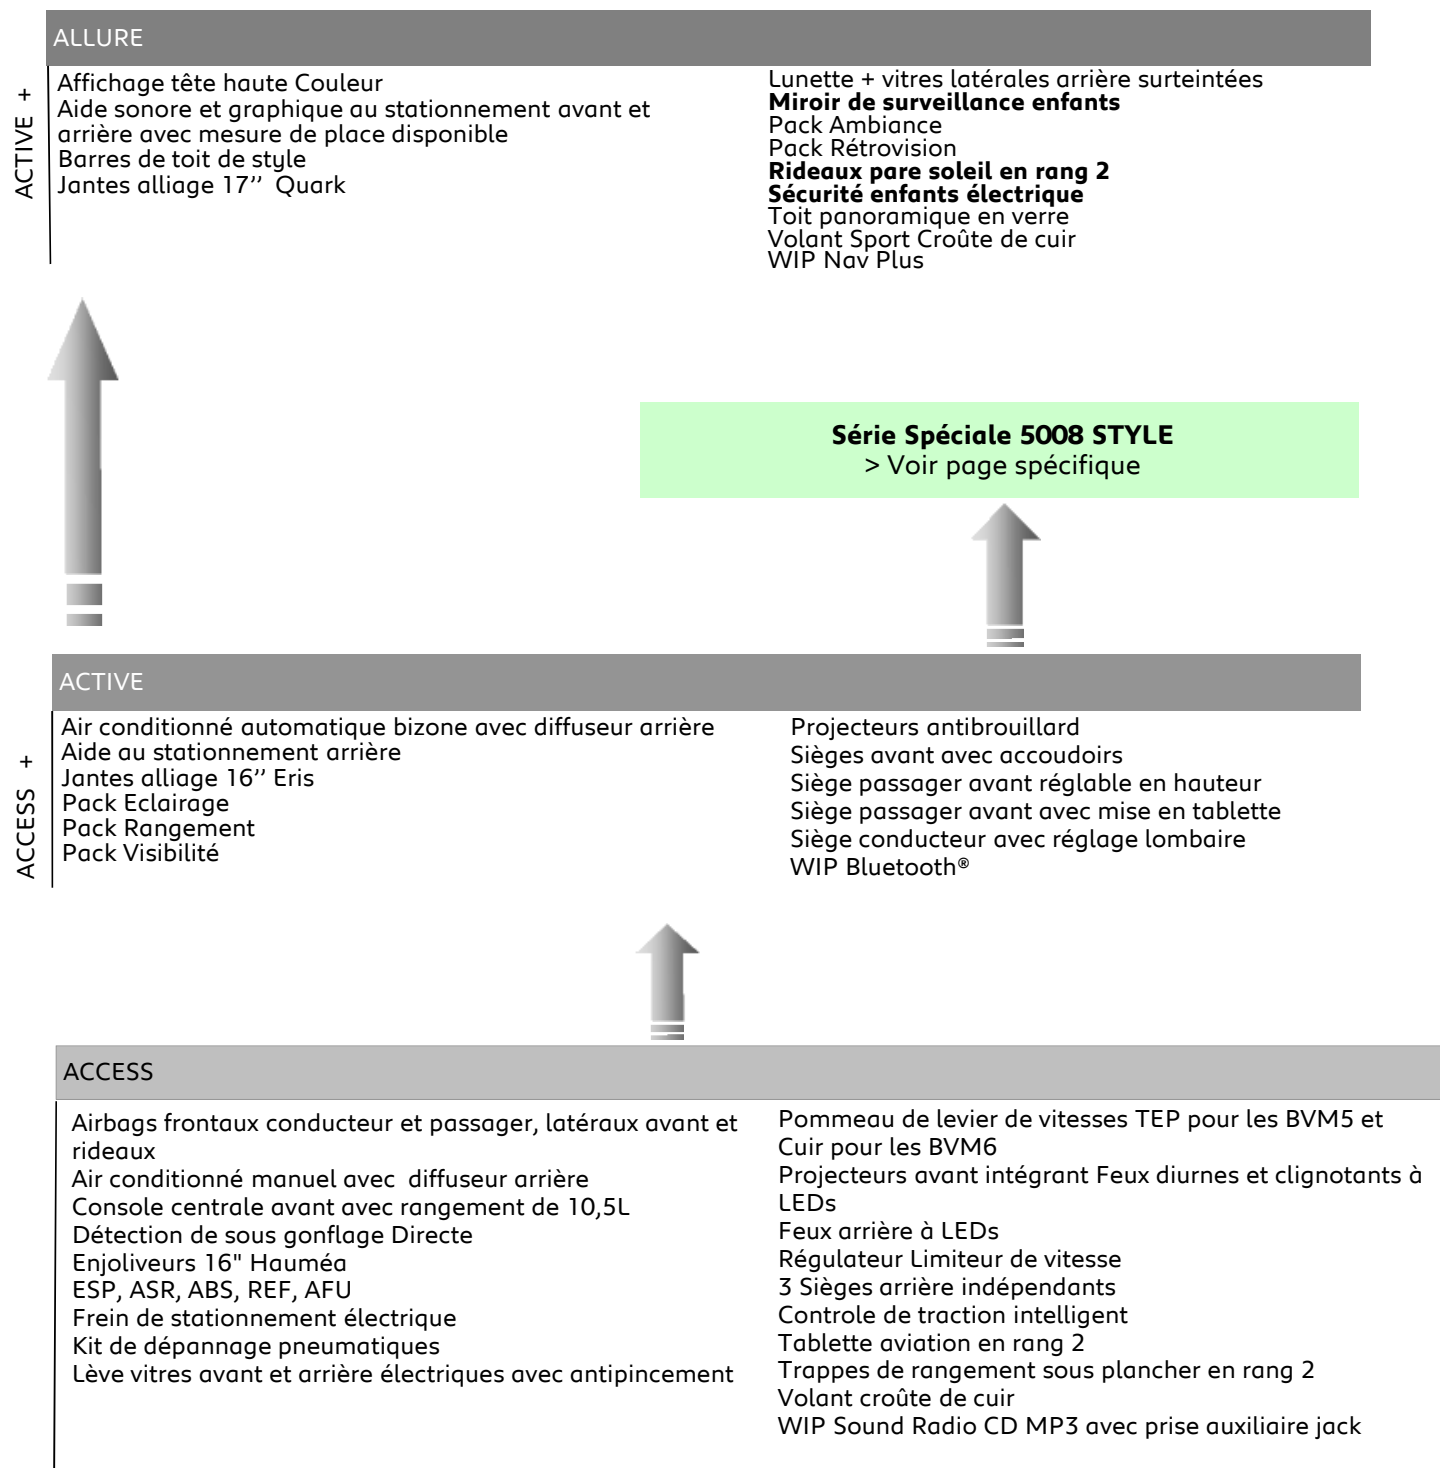 ALLURE
ACTIVE +
Affichage tête haute Couleur
Aide sonore et graphique au stationnement avant et
arrière avec mesure de place disponible
Barres de toit de style
Jantes alliage 17’’ Quark
Lunette + vitres latérales arrière surteintées
Miroir de surveillance enfants
Pack Ambiance
Pack Rétrovision
Rideaux pare soleil en rang 2
Sécurité enfants électrique
Toit panoramique en verre
Volant Sport Croûte de cuir
WIP Nav Plus
Série Spéciale 5008 STYLE
> Voir page spécifique
ACTIVE
ACCESS +
Air conditionné automatique bizone avec diffuseur arrière
Aide au stationnement arrière
Jantes alliage 16’’ Eris
Pack Eclairage
Pack Rangement
Pack Visibilité
Projecteurs antibrouillard
Sièges avant avec accoudoirs
Siège passager avant réglable en hauteur
Siège passager avant avec mise en tablette
Siège conducteur avec réglage lombaire
WIP Bluetooth®
ACCESS
Airbags frontaux conducteur et passager, latéraux avant et
rideaux
Air conditionné manuel avec diffuseur arrière
Console centrale avant avec rangement de 10,5L
Détection de sous gonflage Directe
Enjoliveurs 16" Hauméa
ESP, ASR, ABS, REF, AFU
Frein de stationnement électrique
Kit de dépannage pneumatiques
Lève vitres avant et arrière électriques avec antipincement
Pommeau de levier de vitesses TEP pour les BVM5 et
Cuir pour les BVM6
Projecteurs avant intégrant Feux diurnes et clignotants à
LEDs
Feux arrière à LEDs
Régulateur Limiteur de vitesse
3 Sièges arrière indépendants
Controle de traction intelligent
Tablette aviation en rang 2
Trappes de rangement sous plancher en rang 2
Volant croûte de cuir
WIP Sound Radio CD MP3 avec prise auxiliaire jack